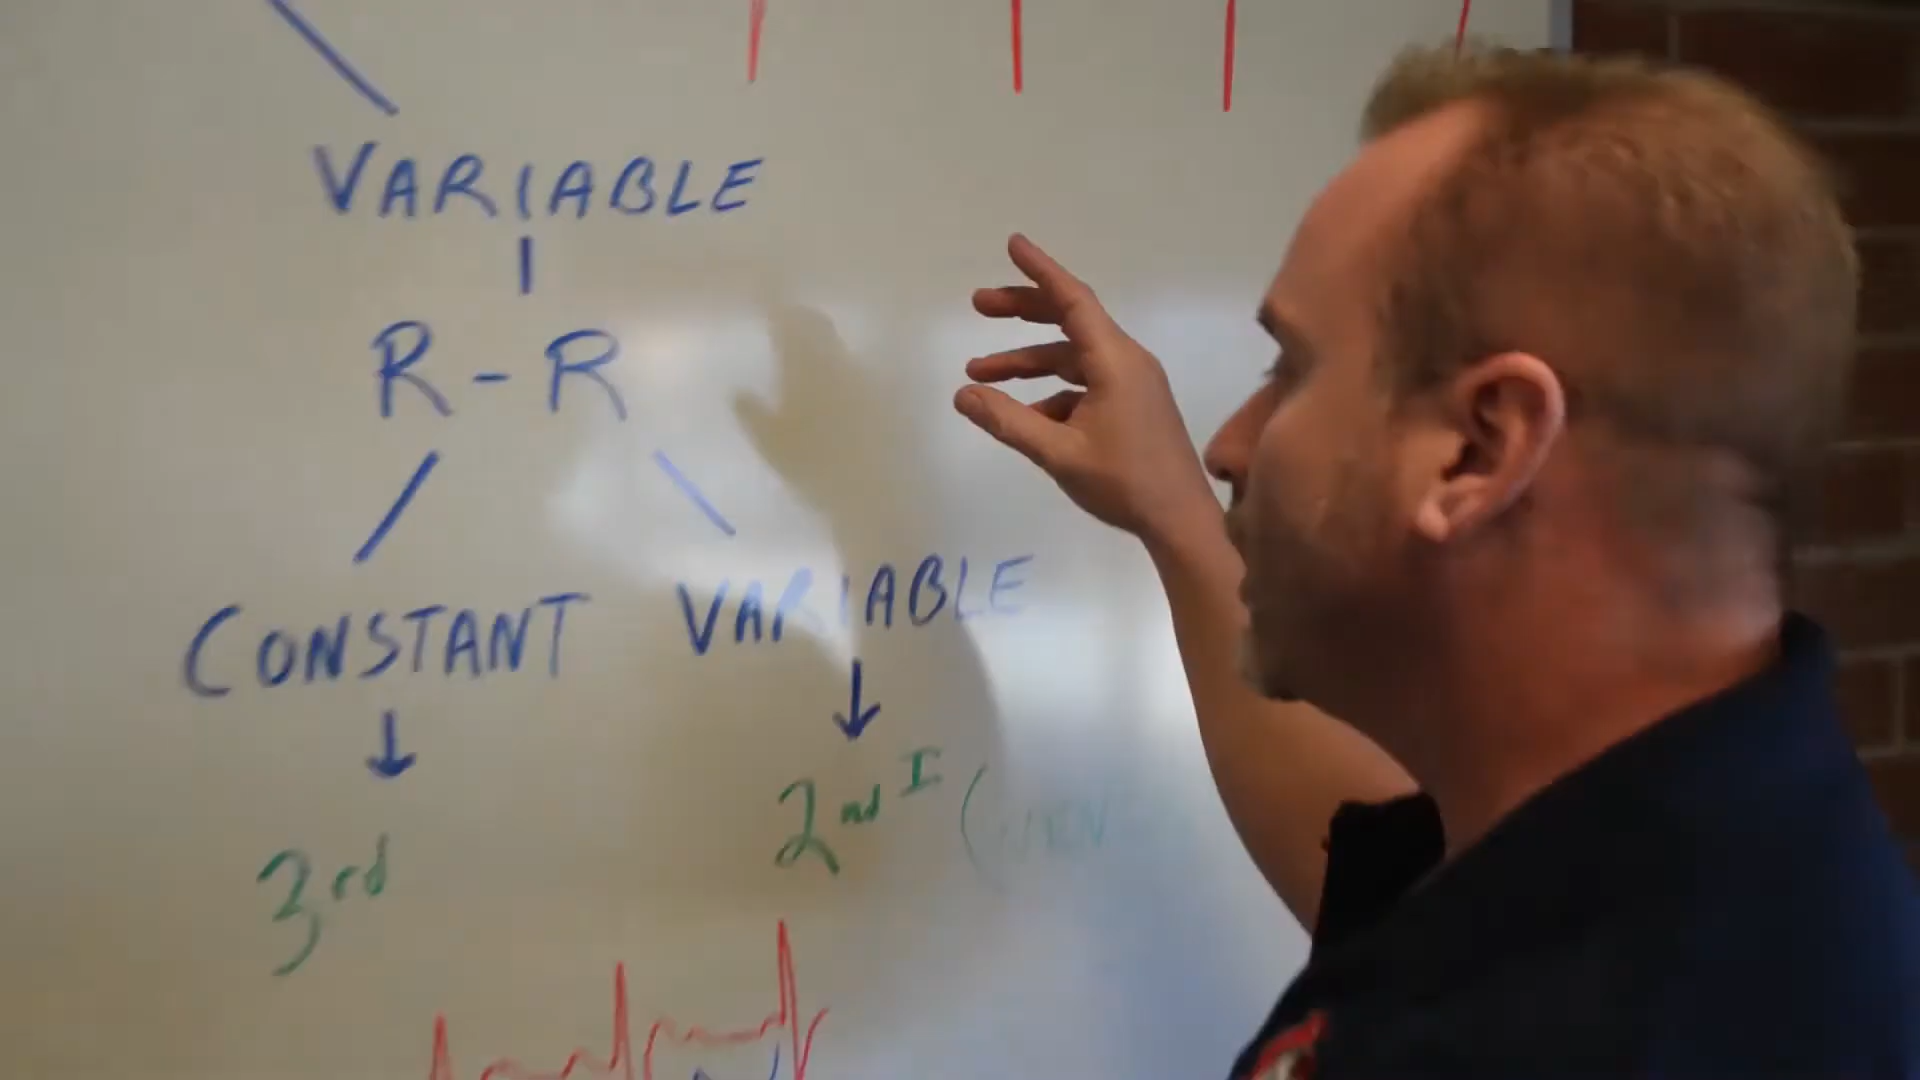 VARIABLE
R-R
CONSTANT VARIABLE
3rd
2nd I